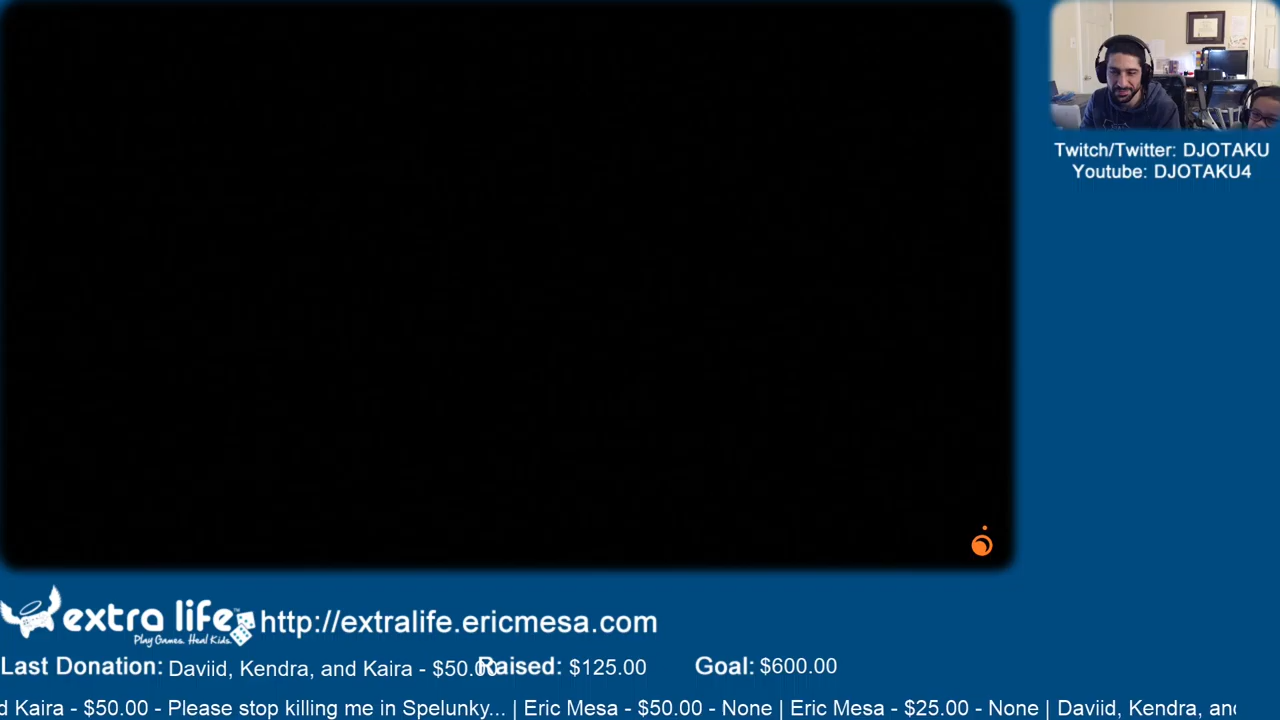 Twitch/Twitter: DJOTAKU
Youtube: DJOTAKU4
extra life
Play Games. Heal Kids.
http://extralife.ericmesa.com
Last Donation: Daviid, Kendra, and Kaira - $50.00
Raised: $125.00
Goal: $600.00
d Kaira - $50.00 - Please stop killing me in Spelunky... | Eric Mesa - $50.00 - None | Eric Mesa - $25.00 - None | Daviid, Kendra, and